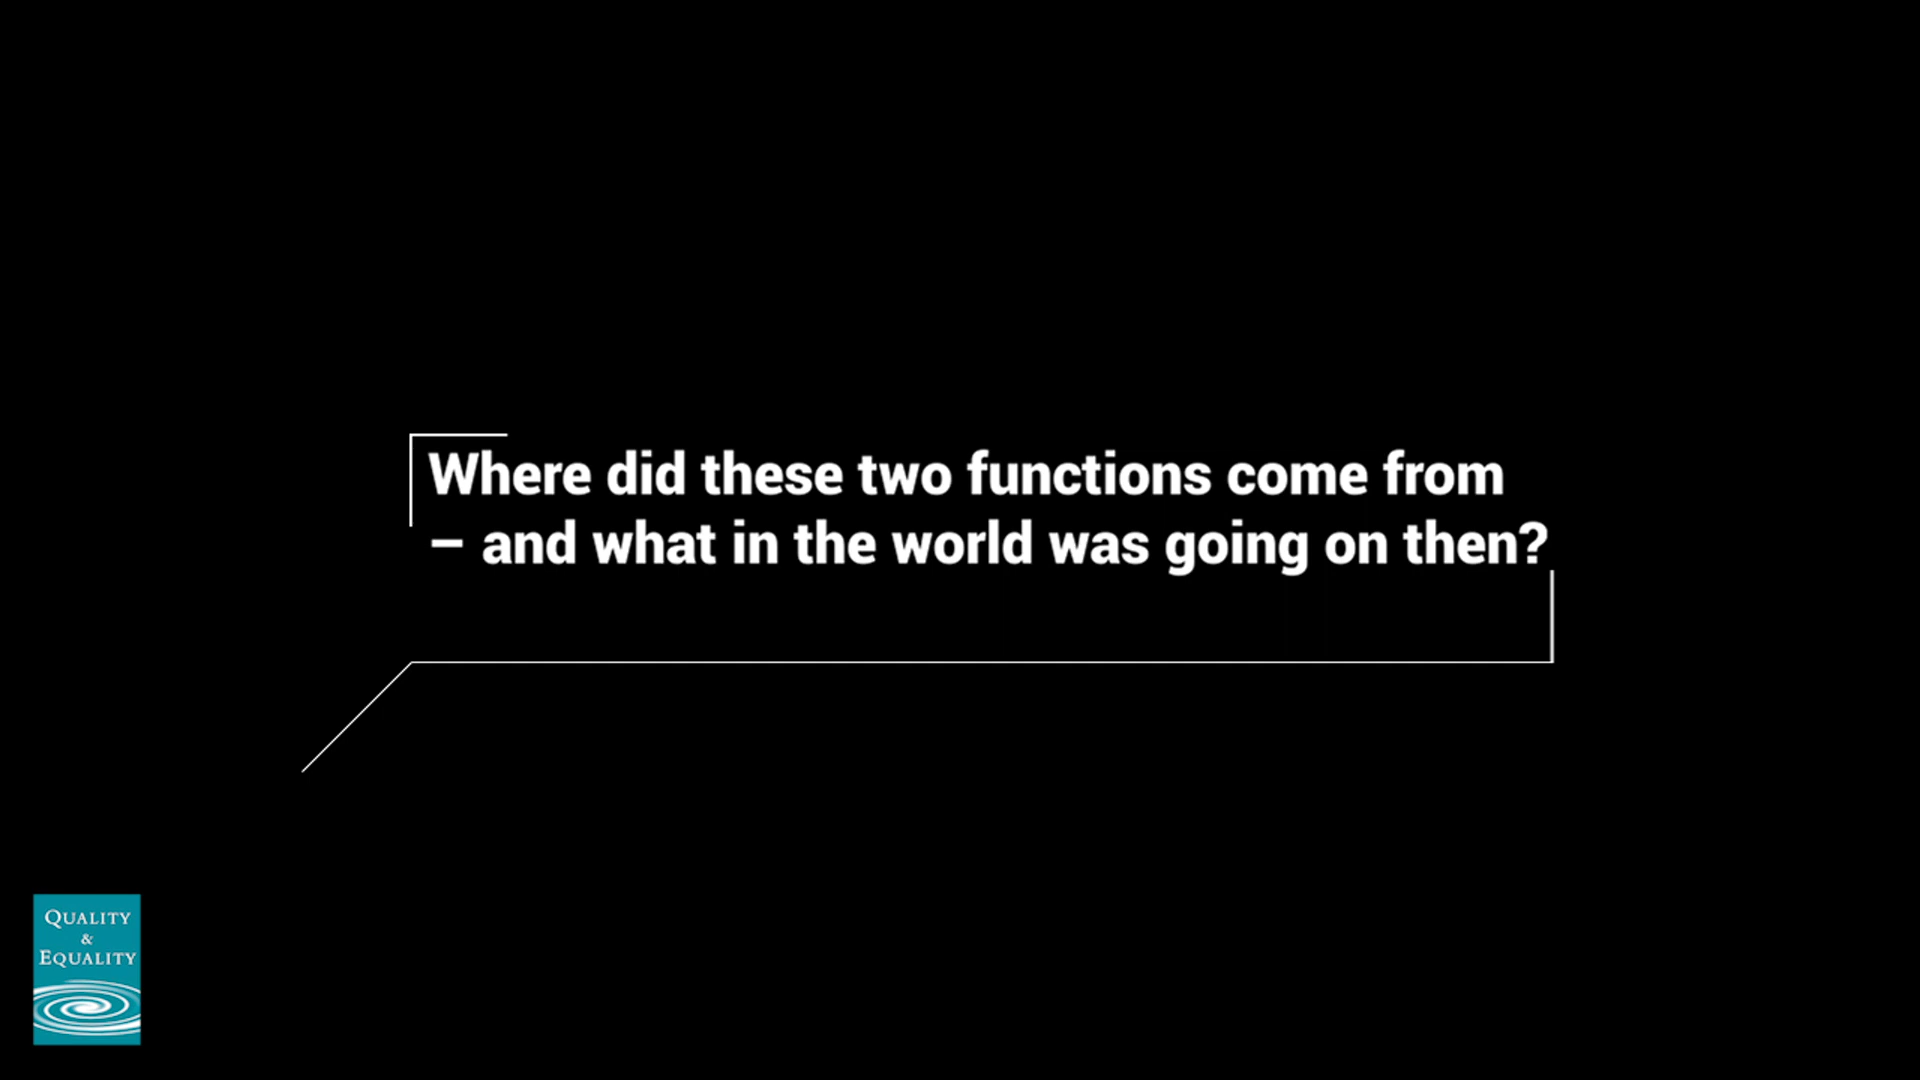 Where did these two functions come from
– and what in the world was going on then?
QUALITY
&
EQUALITY